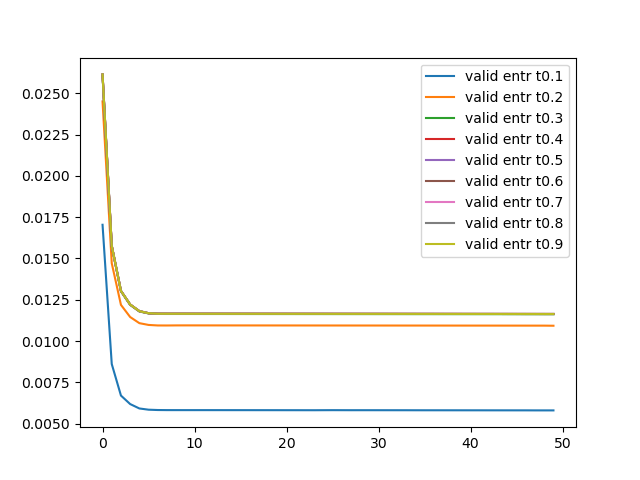 valid entr t0.1
valid entr t0.2
valid entr t0.3
valid entr t0.4
valid entr t0.5
valid entr t0.6
valid entr t0.7
valid entr t0.8
valid entr t0.9
0.0250
0.0225
0.0200
0.0175
0.0150
0.0125
0.0100
0.0075
0.0050
0 10 20 30 40 50